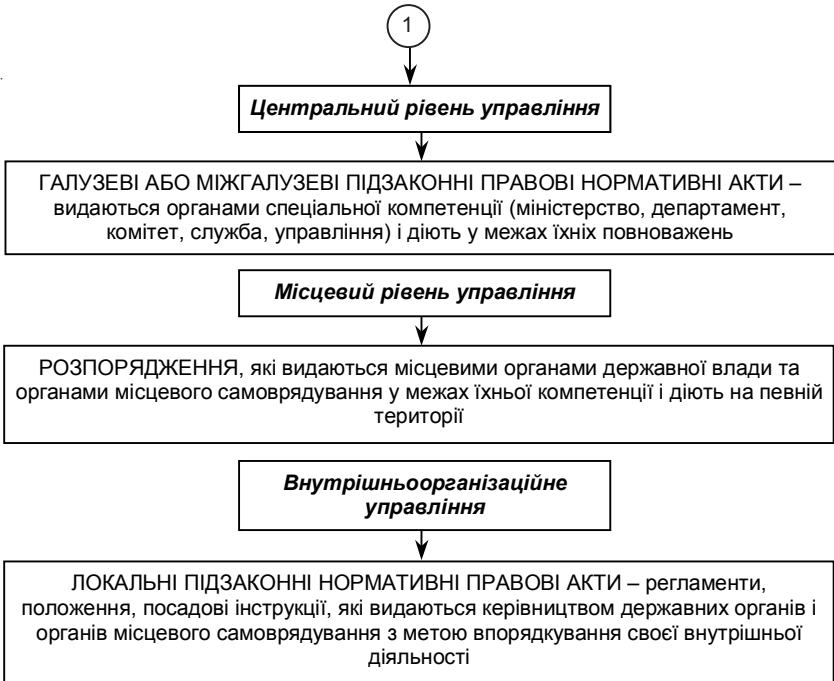 1
Центральний рівень управління
ГАЛУЗЕВІ АБО МІЖГАЛУЗЕВІ ПІДЗАКОННІ ПРАВОВІ НОРМАТИВНІ АКТИ –
видаються органами спеціальної компетенції (міністерство, департамент,
комітет, служба, управління) і діють у межах їхніх повноважень
Місцевий рівень управління
РОЗПОРЯДЖЕННЯ, які видаються місцевими органами державної влади та
органами місцевого самоврядування у межах їхньої компетенції і діють на певній
території
Внутрішньоорганізаційне
управління
ЛОКАЛЬНІ ПІДЗАКОННІ НОРМАТИВНІ ПРАВОВІ АКТИ – регламенти,
положення, посадові інструкції, які видаються керівництвом державних органів і
органів місцевого самоврядування з метою впорядкування своєї внутрішньої
діяльності